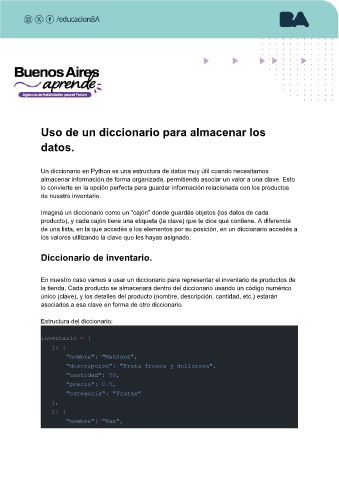 /educacionBA
BA
Buenos Aires
aprende
Agencia de Habilidades para el Futuro
Uso de un diccionario para almacenar los
datos.
Un diccionario en Python es una estructura de datos muy útil cuando necesitamos
almacenar información de forma organizada, permitiendo asociar un valor a una clave. Esto
lo convierte en la opción perfecta para guardar información relacionada con los productos
de nuestro inventario.
Imaginá un diccionario como un "cajón" donde guardás objetos (los datos de cada
producto), y cada cajón tiene una etiqueta (la clave) que te dice qué contiene. A diferencia
de una lista, en la que accedés a los elementos por su posición, en un diccionario accedés a
los valores utilizando la clave que les hayas asignado.
Diccionario de inventario.
En nuestro caso vamos a usar un diccionario para representar el inventario de productos de
la tienda, Cada producto se almacenará dentro del diccionario usando un código numérico
único (clave), y los detalles del producto (nombre, descripción, cantidad, etc.) estarán
asociados a esa clave en forma de otro diccionario.
Estructura del diccionario:
inventario = {
1: {
"nombre": "Manzana",
"descripcion": "Fruta fresca y deliciosa",
"cantidad": 50,
"precio": 0.5,
"categoria": "Frutas"
},
2: {
"nombre": "Pan",